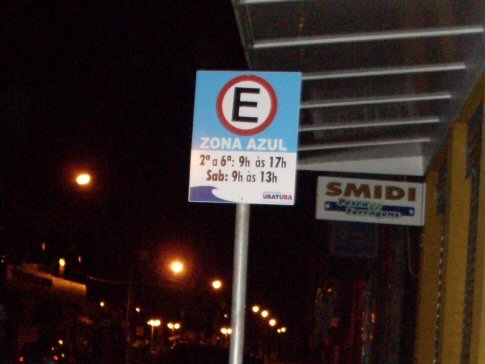 E
ZONA AZUL
2ª a 6ª: 9h às 17h
Sab: 9h às 13h
UBATUBA
SMIDI
Pesca &
Ferragens